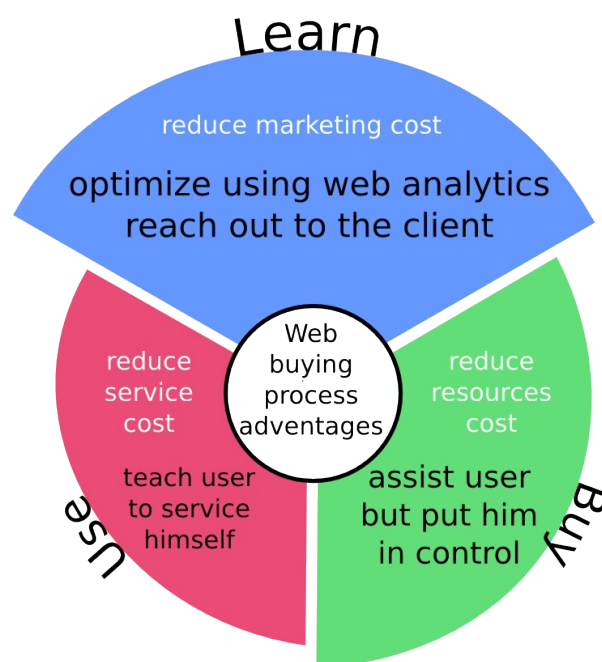 Learn
reduce marketing cost
optimize using web analytics
reach out to the client
Web
buying
process
adventages
reduce
service
cost
teach user
to service
himself
Use
reduce
resources
cost
assist user
but put him
in control
Buy